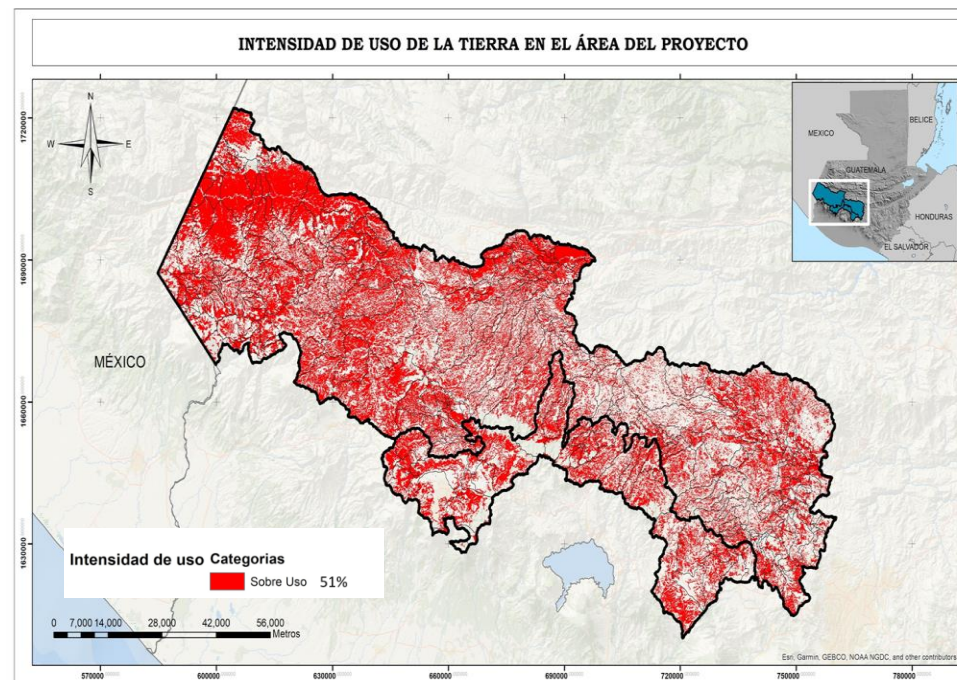 INTENSIDAD DE USO DE LA TIERRA EN EL ÁREA DEL PROYECTO
N
W E
S
MEXICO
BELICE
GUATEMALA
HONDURAS
EL SALVADOR
1720000
1690000
1660000
1630000
MÉXICO
Intensidad de uso Categorias
Sobre Uso 51%
0 7,000 14,000 28,000 42,000 56,000
Metros
Esri, Garmin, GEBCO, NOAA NGDC, and other contributors
570000 600000 630000 660000 690000 720000 750000 780000